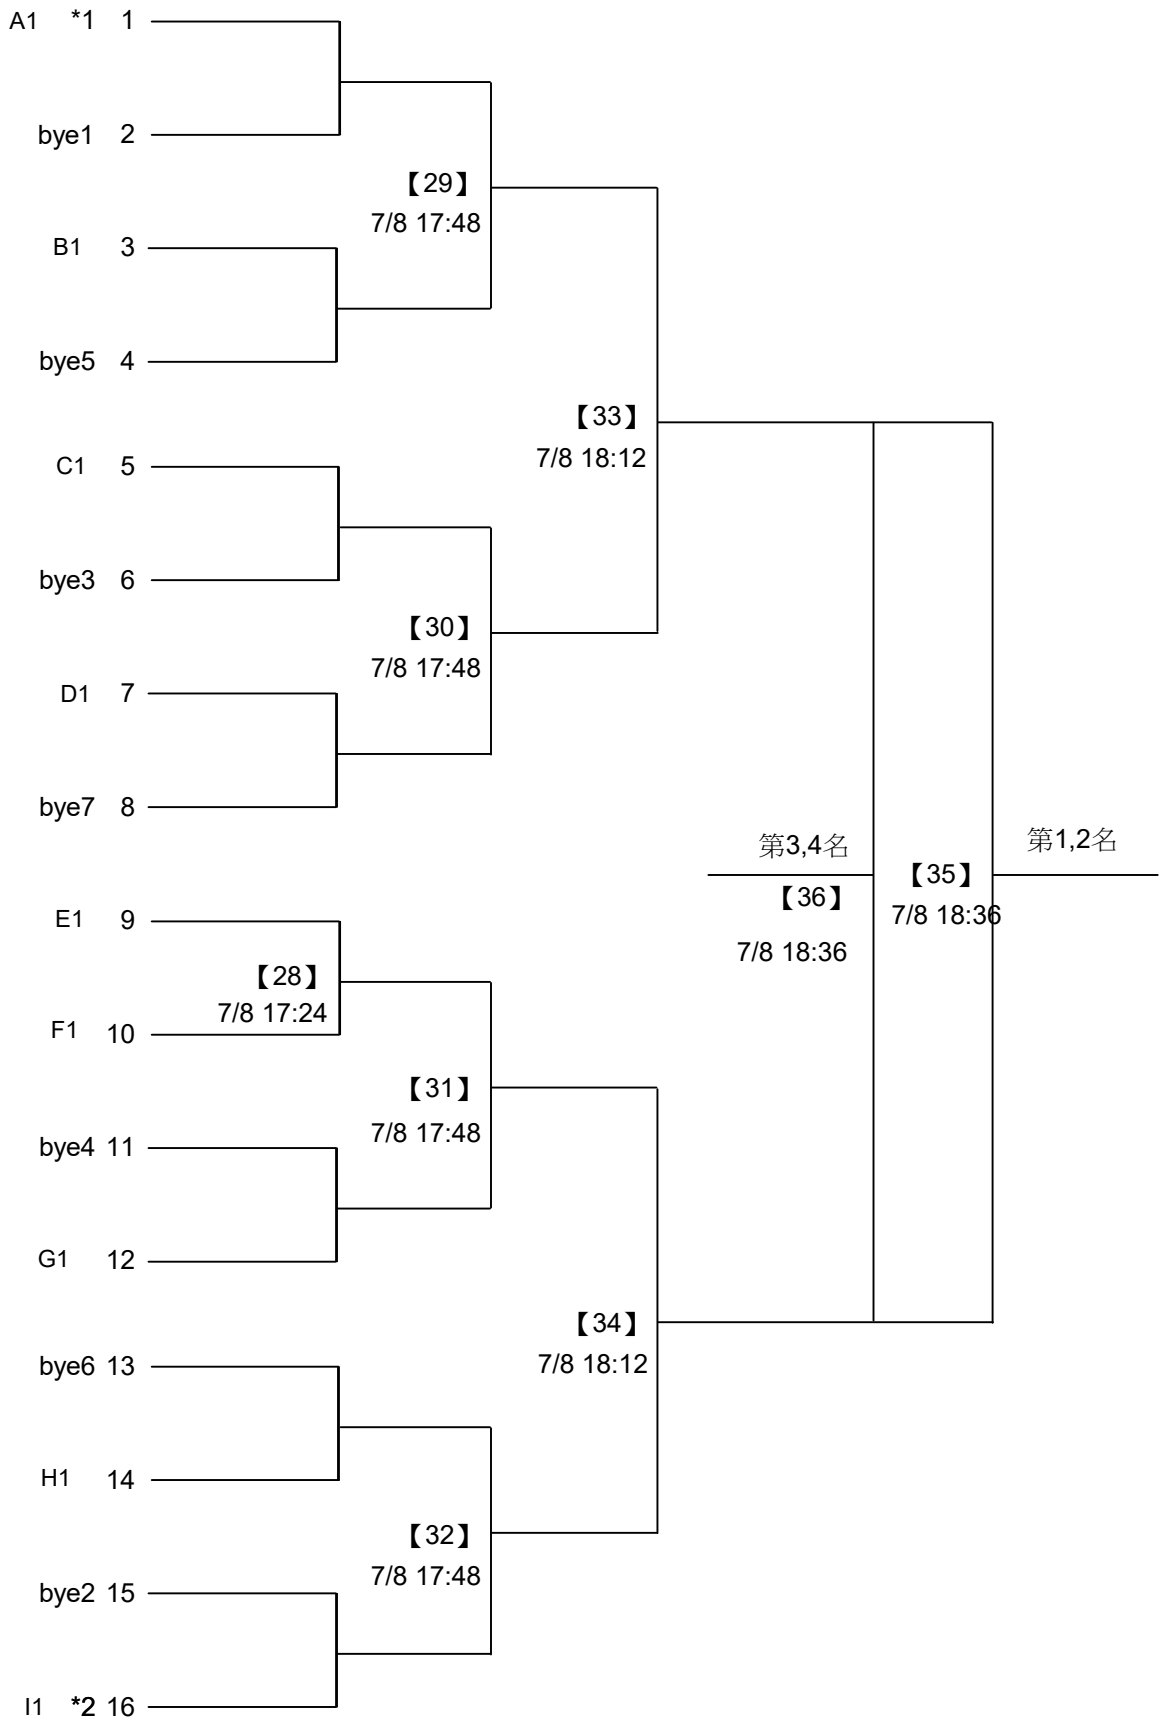 A1 *1 1
bye1 2
【29】
7/8 17:48
B1 3
bye5 4
【33】
7/8 18:12
C1 5
bye3 6
【30】
7/8 17:48
D1 7
bye7 8
第3,4名
【36】
7/8 18:36
【35】
7/8 18:36
第1,2名
E1 9
【28】
7/8 17:24
F1 10
【31】
7/8 17:48
bye4 11
G1 12
【34】
7/8 18:12
bye6 13
H1 14
【32】
7/8 17:48
bye2 15
I1 *2 16